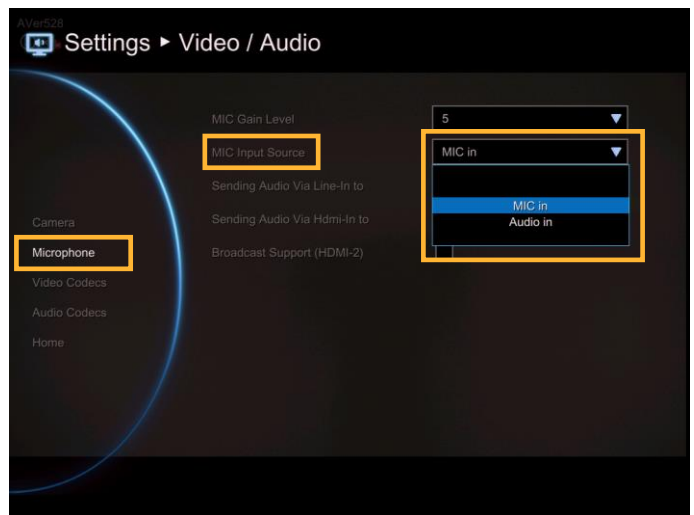 AVer528
Settings ▸ Video / Audio
MIC Gain Level
5
MIC Input Source
MIC in
Sending Audio Via Line-In to
MIC in
Sending Audio Via Hdmi-In to
Audio in
Camera
Microphone
Broadcast Support (HDMI-2)
Video Codecs
Audio Codecs
Home